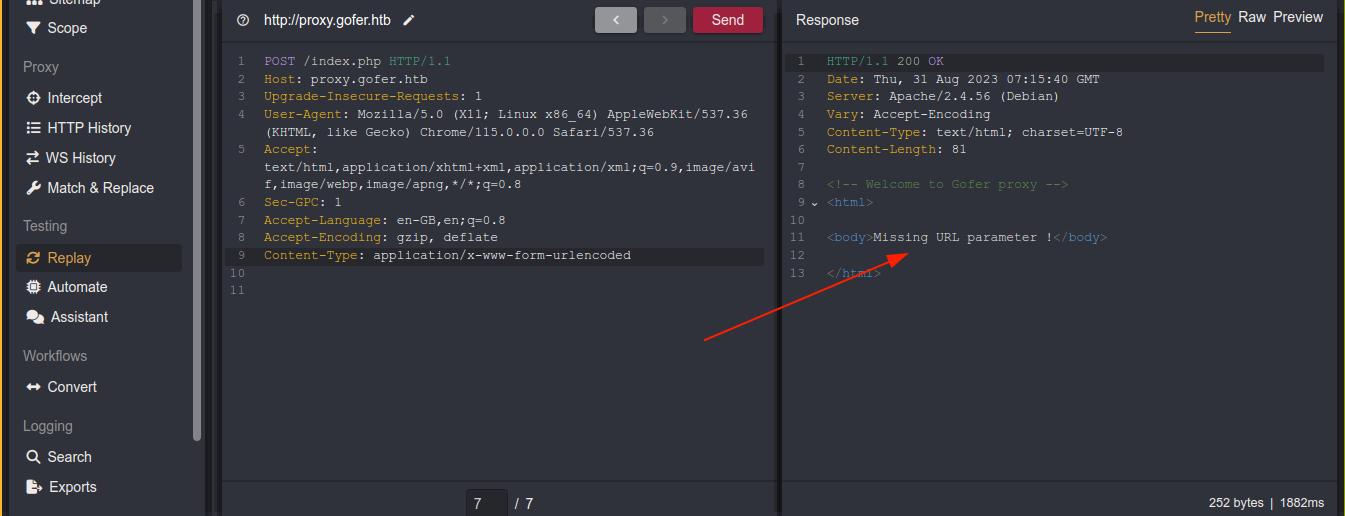 Sitemap
Scope
Proxy
Intercept
HTTP History
WS History
Match & Replace
Testing
Replay
Automate
Assistant
Workflows
Convert
Logging
Search
Exports
http://proxy.gofer.htb
Send
1 POST /index.php HTTP/1.1
2 Host: proxy.gofer.htb
3 Upgrade-Insecure-Requests: 1
4 User-Agent: Mozilla/5.0 (X11; Linux x86_64) AppleWebKit/537.36
(KHTML, like Gecko) Chrome/115.0.0.0 Safari/537.36
5 Accept:
text/html,application/xhtml+xml,application/xml;q=0.9,image/avi
f,image/webp,image/apng,*/*;q=0.8
6 Sec-GPC: 1
7 Accept-Language: en-GB,en;q=0.8
8 Accept-Encoding: gzip, deflate
9 Content-Type: application/x-www-form-urlencoded
10
11
7 / 7
Response
Pretty Raw Preview
1 HTTP/1.1 200 OK
2 Date: Thu, 31 Aug 2023 07:15:40 GMT
3 Server: Apache/2.4.56 (Debian)
4 Vary: Accept-Encoding
5 Content-Type: text/html; charset=UTF-8
6 Content-Length: 81
7
8 <!-- Welcome to Gofer proxy -->
9 <html>
10
11 <body>Missing URL parameter !</body>
12
13 </html>
252 bytes | 1882ms